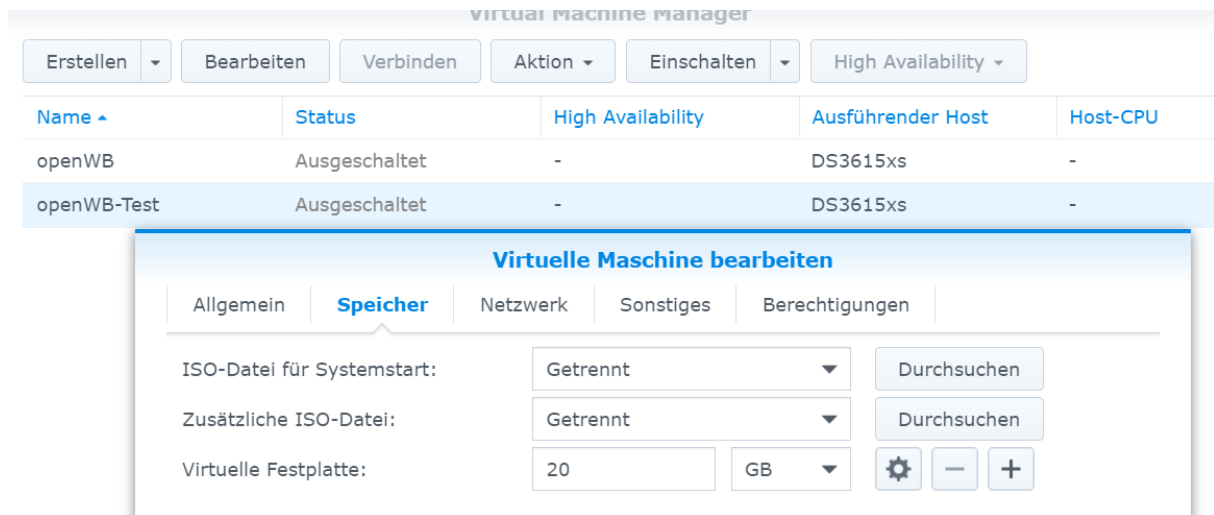 Virtual Machine Manager
Erstellen Bearbeiten Verbinden Aktion Einschalten High Availability
Name Status High Availability Ausführender Host Host-CPU
openWB Ausgeschaltet - DS3615xs -
openWB-Test Ausgeschaltet - DS3615xs -
Virtuelle Maschine bearbeiten
Allgemein Speicher Netzwerk Sonstiges Berechtigungen
ISO-Datei für Systemstart: Getrennt Durchsuchen
Zusätzliche ISO-Datei: Getrennt Durchsuchen
Virtuelle Festplatte: 20 GB